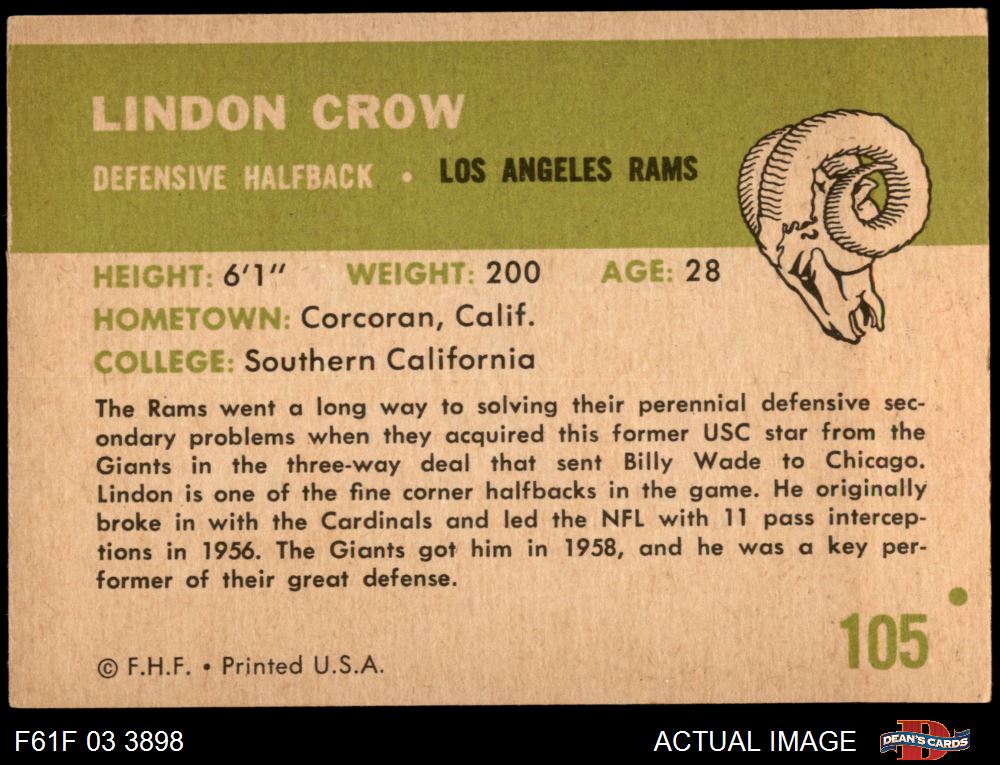 LINDON CROW
DEFENSIVE HALFBACK • LOS ANGELES RAMS
HEIGHT: 6'1" WEIGHT: 200 AGE: 28
HOMETOWN: Corcoran, Calif.
COLLEGE: Southern California
The Rams went a long way to solving their perennial defensive sec-
ondary problems when they acquired this former USC star from the
Giants in the three-way deal that sent Billy Wade to Chicago.
Lindon is one of the fine corner halfbacks in the game. He originally
broke in with the Cardinals and led the NFL with 11 pass intercep-
tions in 1956. The Giants got him in 1958, and he was a key per-
former of their great defense.
105
© F.H.F. • Printed U.S.A.
F61F 03 3898 ACTUAL IMAGE DEAN'S CARDS